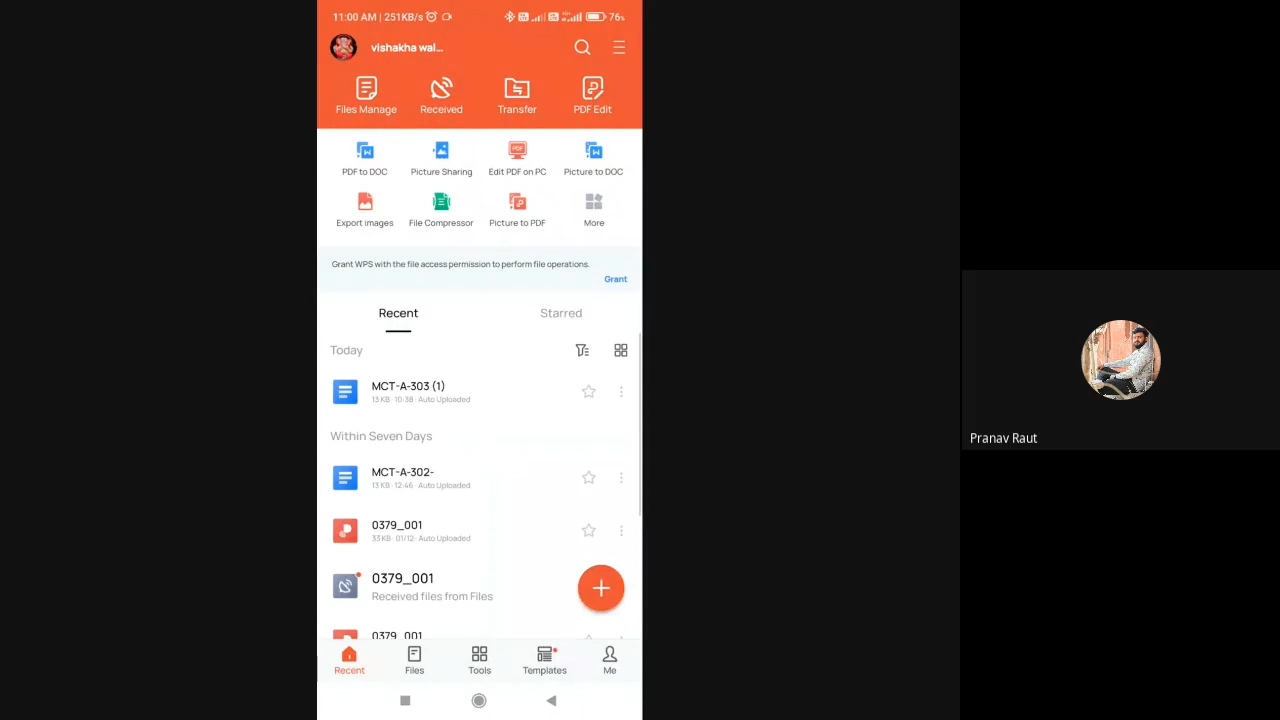 11:00 AM | 251KB/s
76%
vishakha wal...
Files Manage
Received
Transfer
PDF Edit
PDF to DOC
Picture Sharing
Edit PDF on PC
Picture to DOC
Export images
File Compressor
Picture to PDF
More
Grant WPS with the file access permission to perform file operations.
Grant
Recent
Starred
Today
MCT-A-303 (1)
13 KB · 10:38 · Auto Uploaded
Within Seven Days
MCT-A-302-
13 KB · 12:46 · Auto Uploaded
0379_001
33 KB · 01/12 · Auto Uploaded
0379_001
Received files from Files
0379_001
Recent
Files
Tools
Templates
Me
Pranav Raut